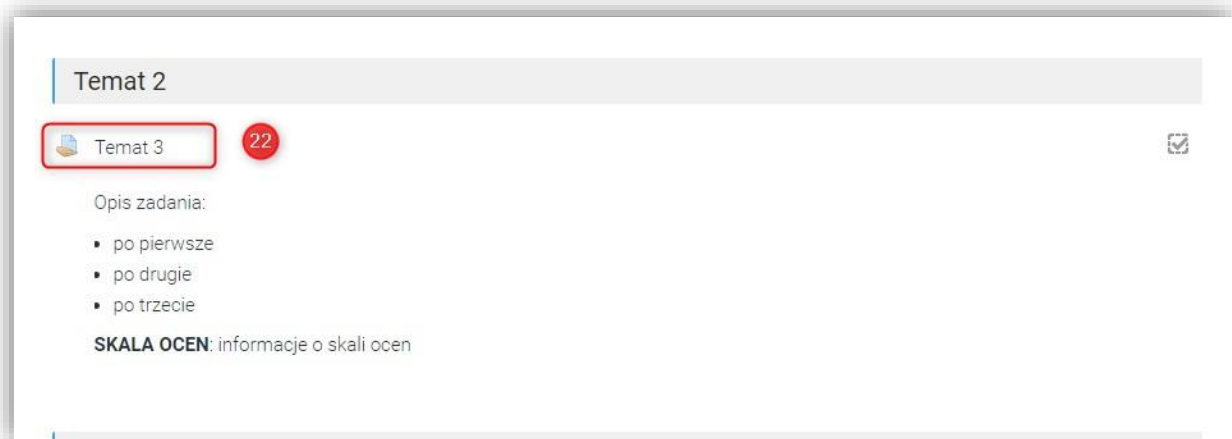 Temat 2
Temat 3 22
Opis zadania:
• po pierwsze
• po drugie
• po trzecie
SKALA OCEN: informacje o skali ocen